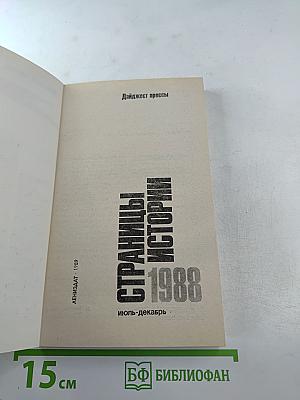 Дайджест прессы
СТРАНИЦЫ
ИСТОРИИ
1988
ИЮЛЬ-ДЕКАБРЬ
ЛЕНИЗДАТ · 1989
15 см
БФ БИБЛИОФАН